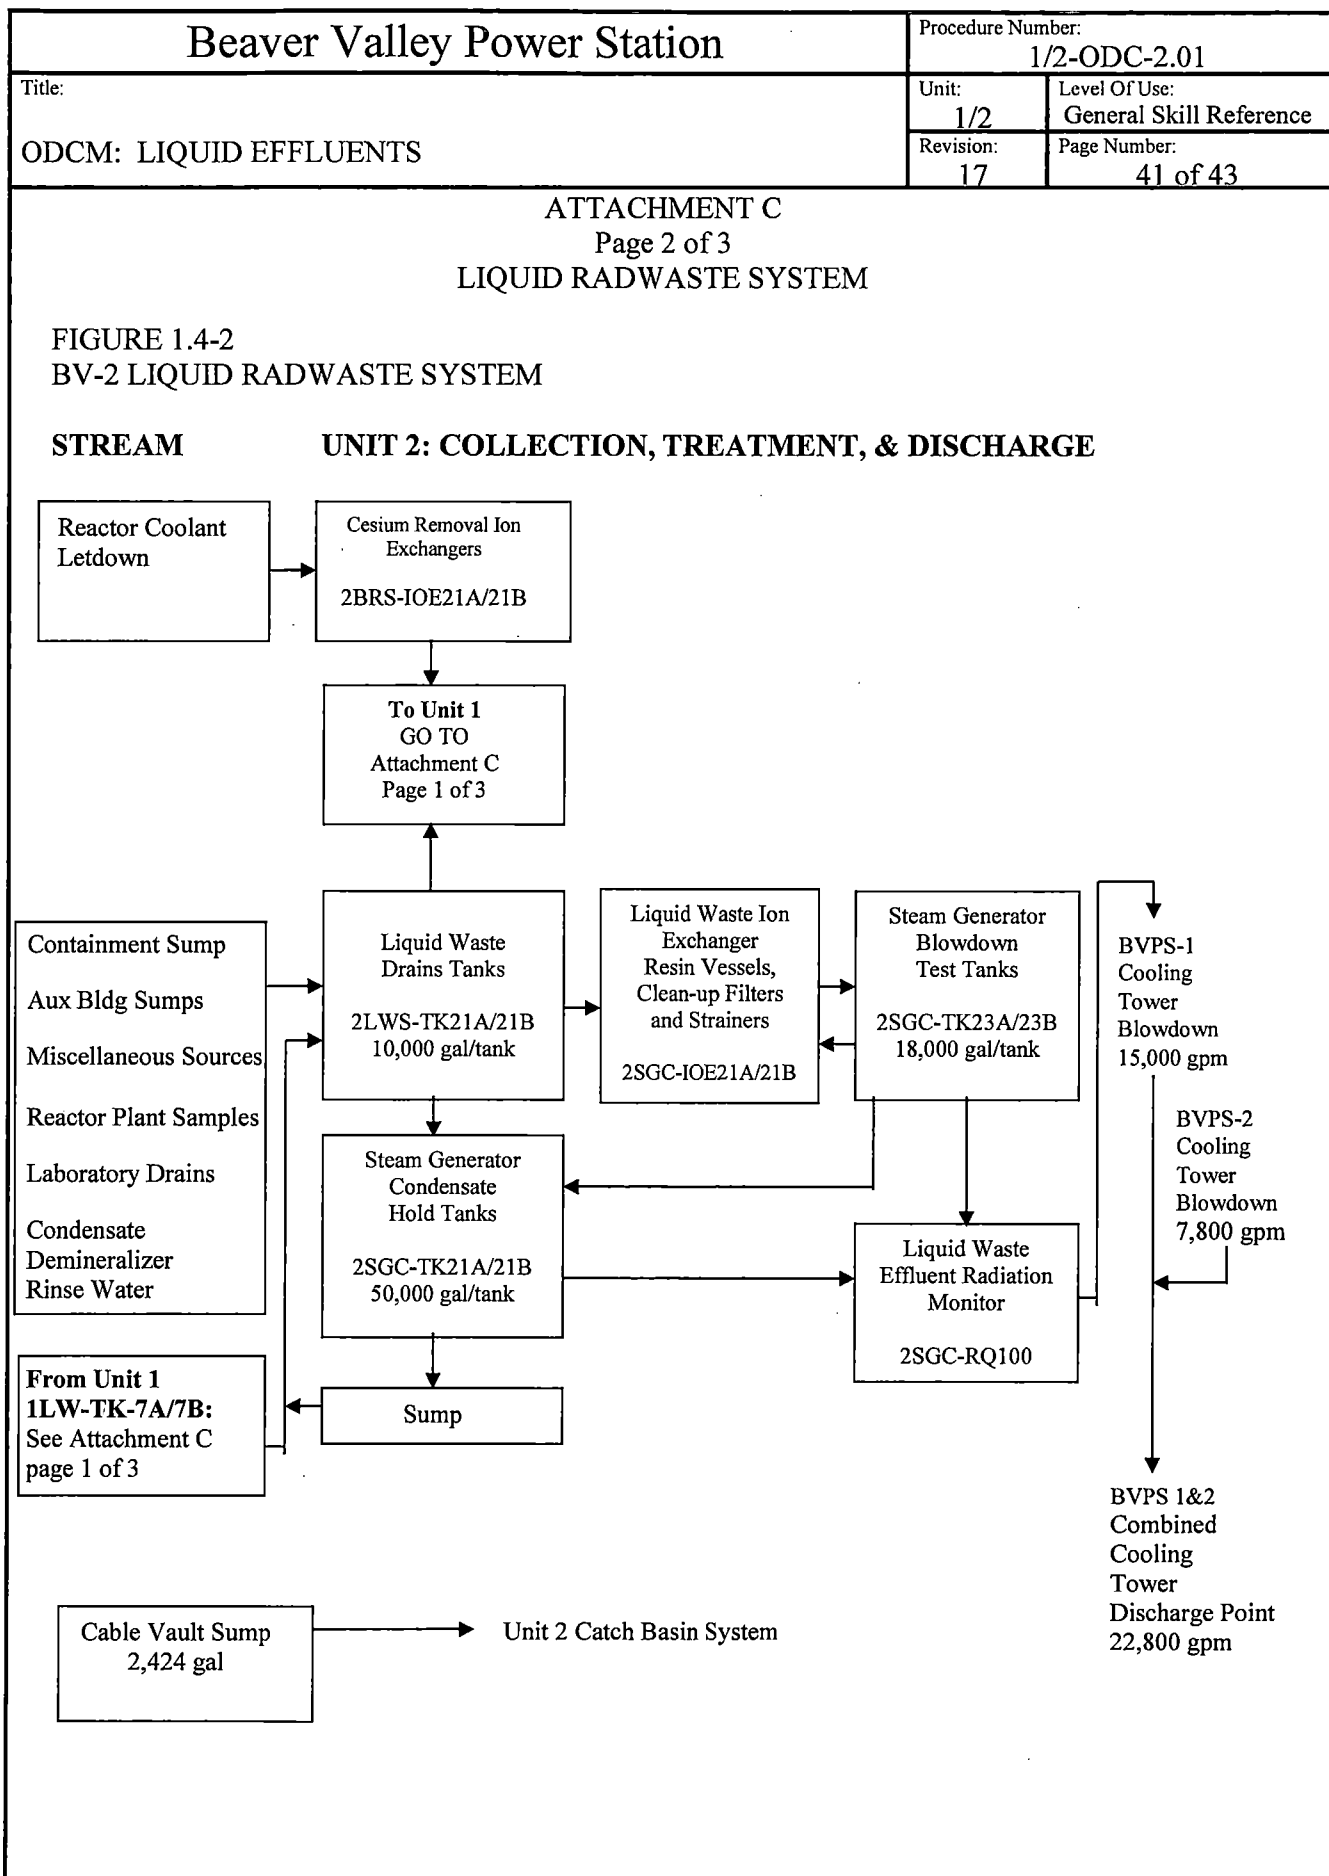 Beaver Valley Power Station
Procedure Number:
1/2-ODC-2.01
Title:
ODCM: LIQUID EFFLUENTS
Unit:
1/2
Level Of Use:
General Skill Reference
Revision:
17
Page Number:
41 of 43
ATTACHMENT C
Page 2 of 3
LIQUID RADWASTE SYSTEM
FIGURE 1.4-2
BV-2 LIQUID RADWASTE SYSTEM
STREAM
UNIT 2: COLLECTION, TREATMENT, & DISCHARGE
Reactor Coolant
Letdown
Cesium Removal Ion
Exchangers
2BRS-IOE21A/21B
To Unit 1
GO TO
Attachment C
Page 1 of 3
Containment Sump
Aux Bldg Sumps
Miscellaneous Sources
Reactor Plant Samples
Laboratory Drains
Condensate
Demineralizer
Rinse Water
Liquid Waste
Drains Tanks
2LWS-TK21A/21B
10,000 gal/tank
Liquid Waste Ion
Exchanger
Resin Vessels,
Clean-up Filters
and Strainers
2SGC-IOE21A/21B
Steam Generator
Blowdown
Test Tanks
2SGC-TK23A/23B
18,000 gal/tank
BVPS-1
Cooling
Tower
Blowdown
15,000 gpm
BVPS-2
Cooling
Tower
Blowdown
7,800 gpm
Steam Generator
Condensate
Hold Tanks
2SGC-TK21A/21B
50,000 gal/tank
Liquid Waste
Effluent Radiation
Monitor
2SGC-RQ100
From Unit 1
1LW-TK-7A/7B:
See Attachment C
page 1 of 3
Sump
BVPS 1&2
Combined
Cooling
Tower
Discharge Point
22,800 gpm
Cable Vault Sump
2,424 gal
Unit 2 Catch Basin System